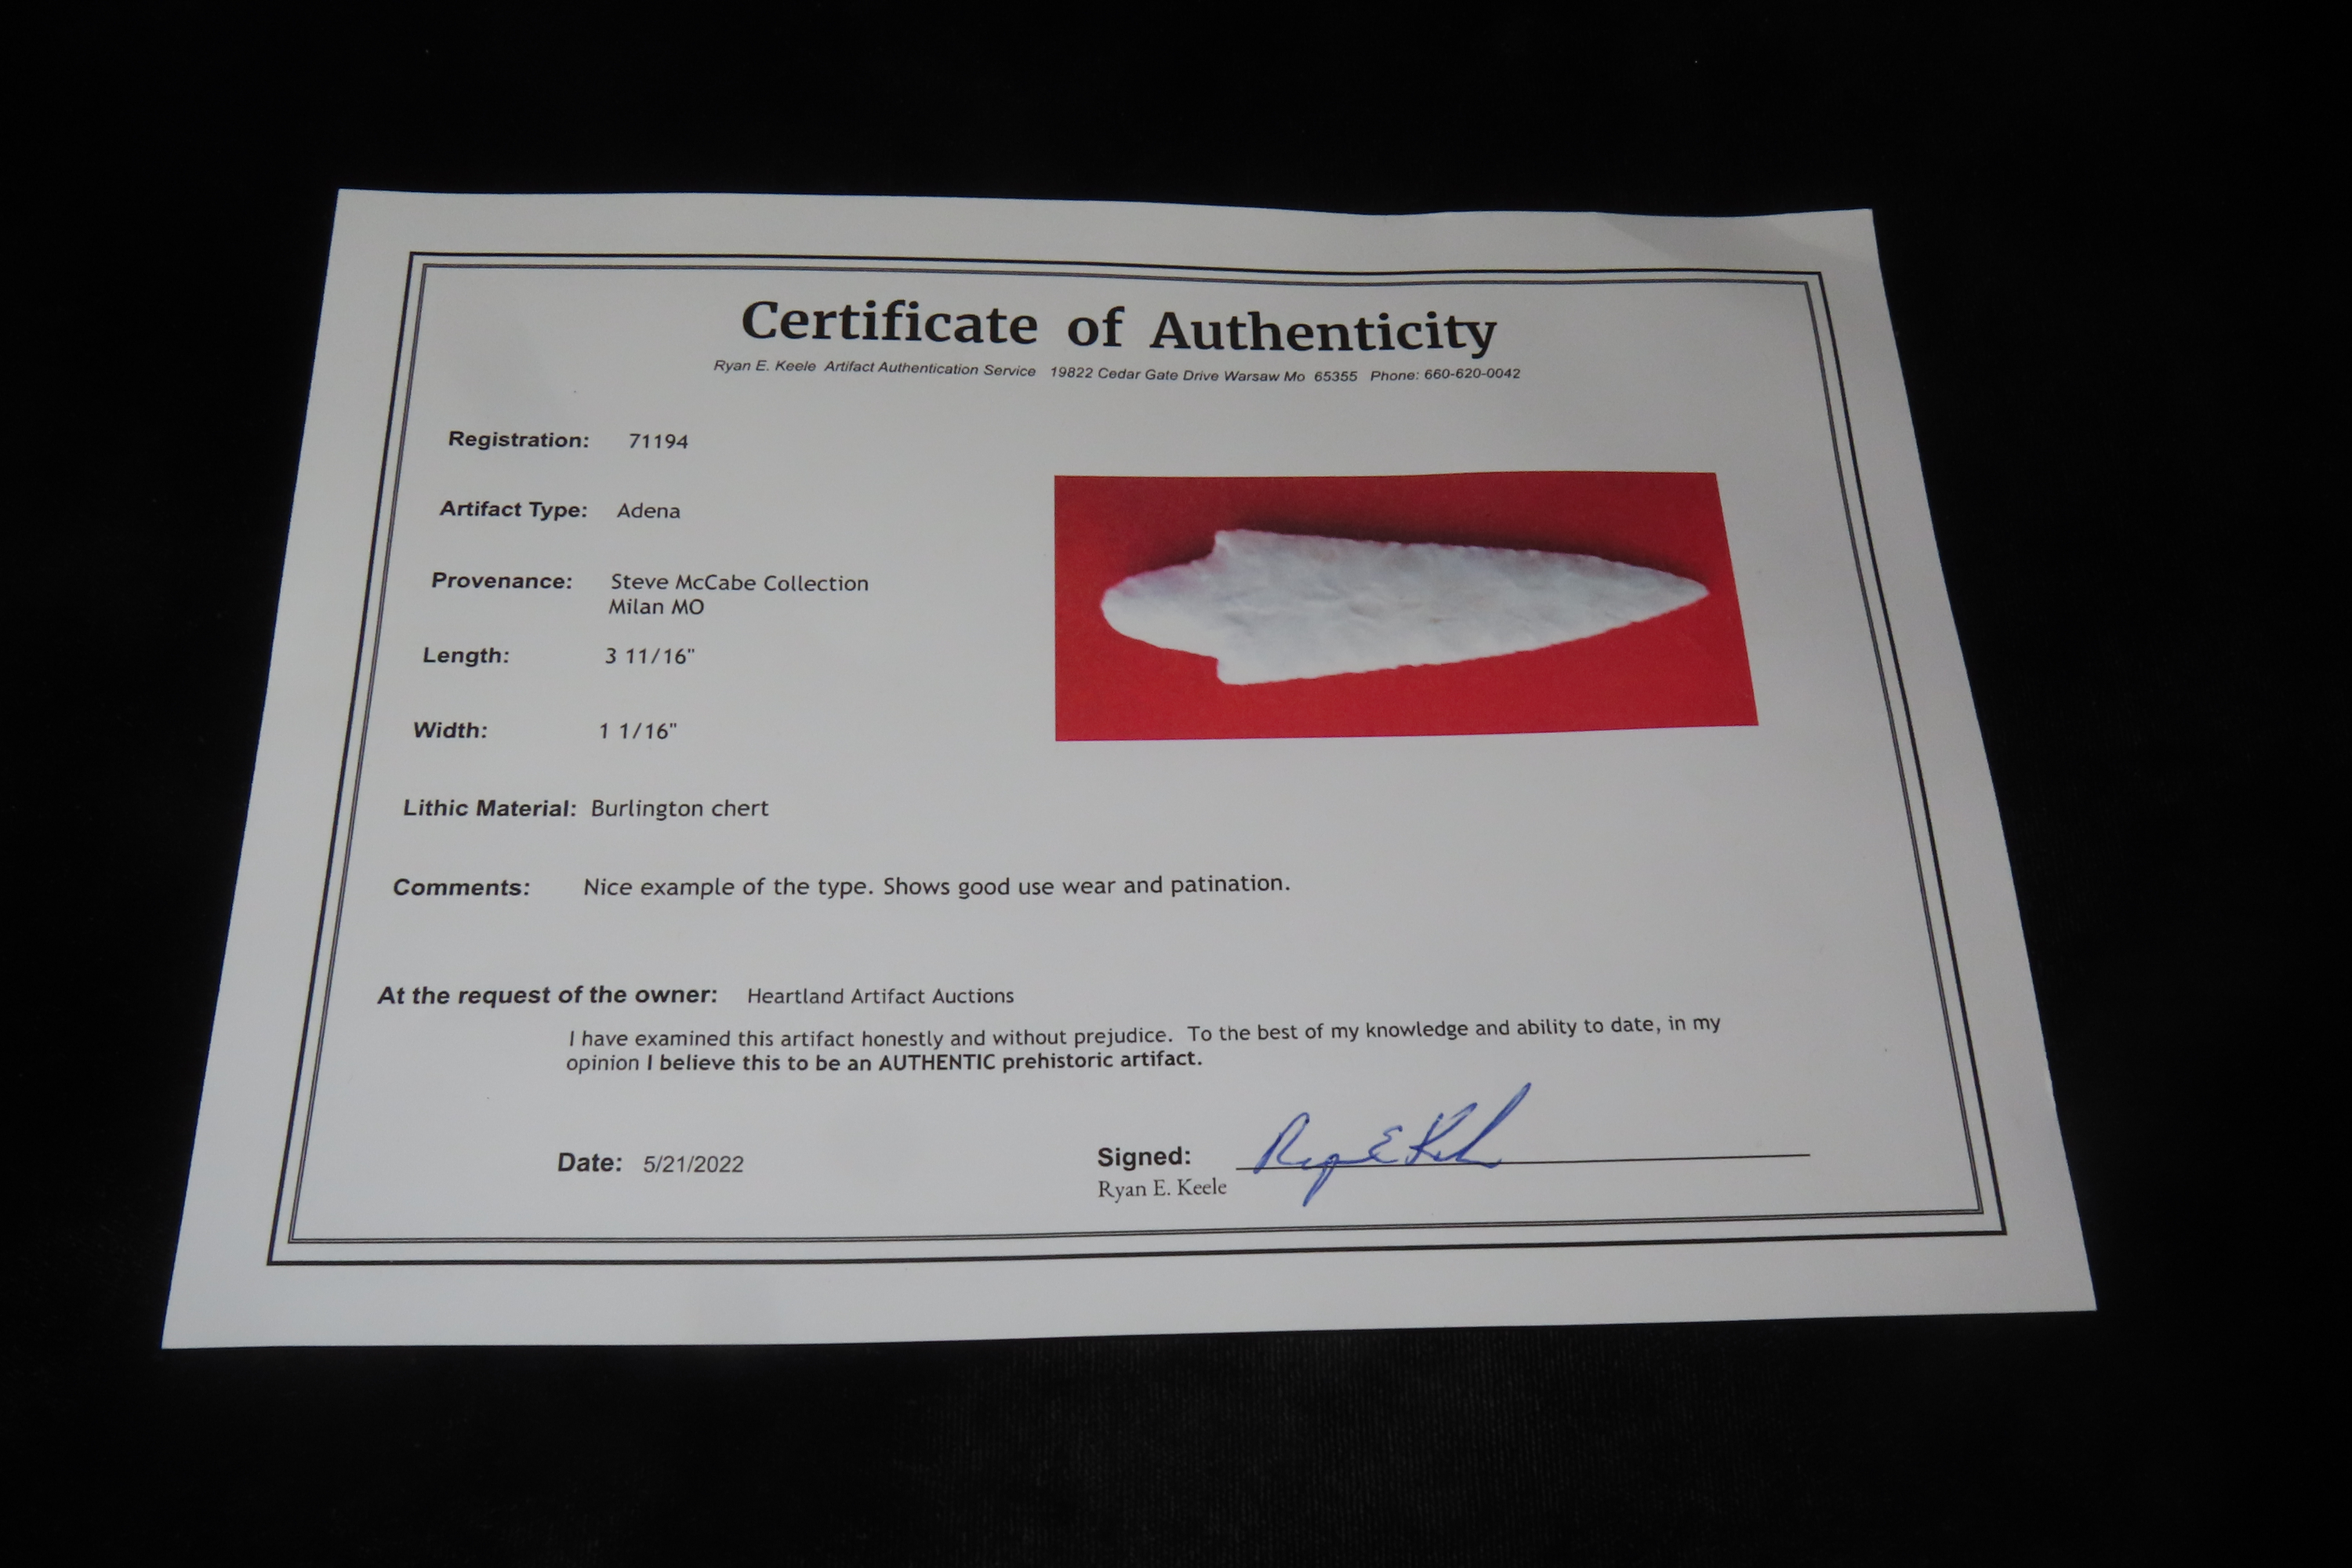 Certificate of Authenticity
Ryan E. Keele Artifact Authentication Service 19822 Cedar Gate Drive Warsaw Mo 65355 Phone: 660-620-0042
Registration: 71194
Artifact Type: Adena
Provenance: Steve McCabe Collection
Milan MO
Length: 3 11/16"
Width: 1 1/16"
Lithic Material: Burlington chert
Comments: Nice example of the type. Shows good use wear and patination.
At the request of the owner: Heartland Artifact Auctions
I have examined this artifact honestly and without prejudice. To the best of my knowledge and ability to date, in my
opinion I believe this to be an AUTHENTIC prehistoric artifact.
Date: 5/21/2022
Signed:
Ryan E. Keele